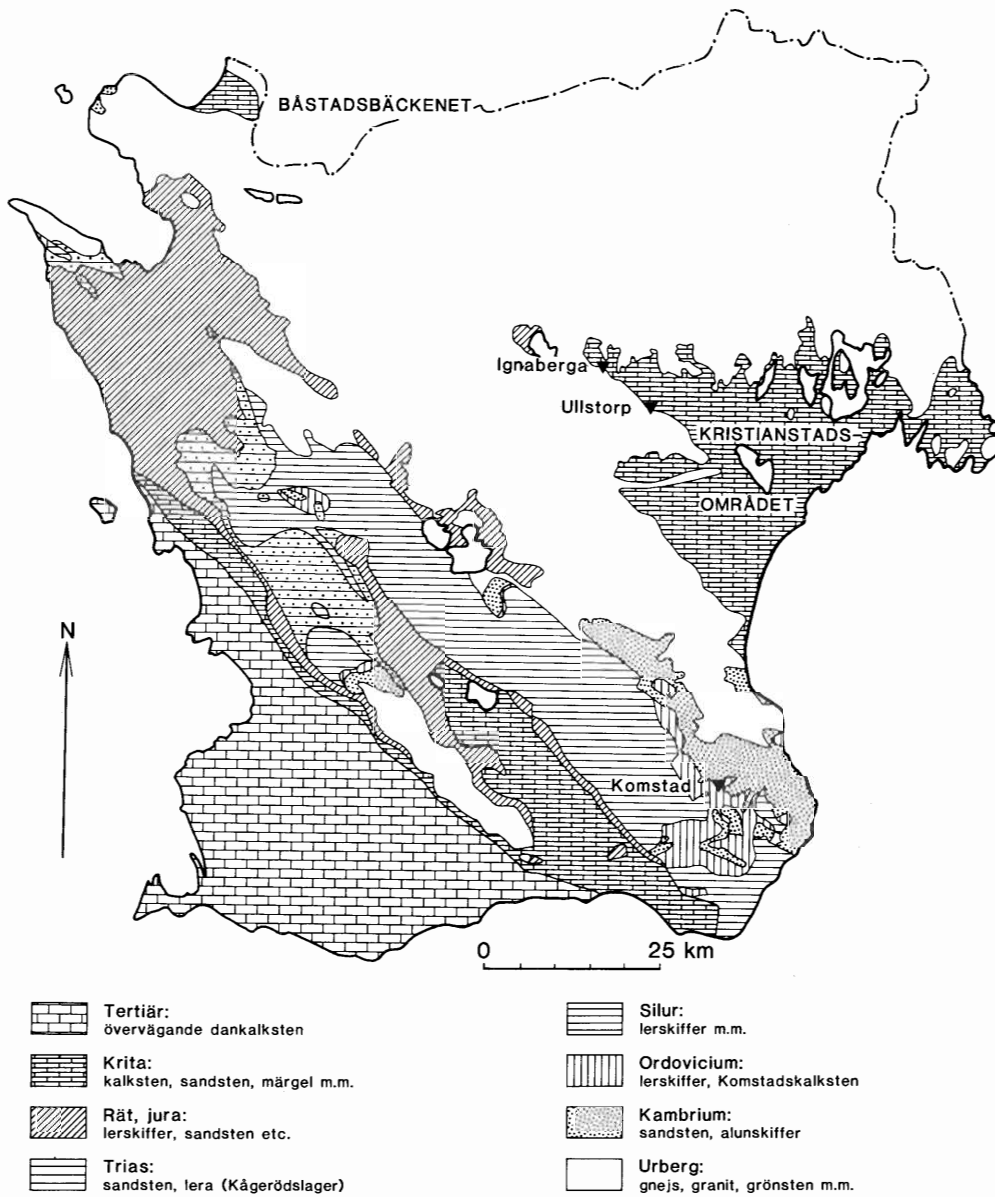 BÅSTADSBÄCKENET
Ignaberga
Ullstorp
KRISTIANSTADS-
OMRÅDET
N
Komstad
0 25 km
Tertiär:
övervägande dankalksten
Krita:
kalksten, sandsten, märgel m.m.
Rät, jura:
lerskiffer, sandsten etc.
Trias:
sandsten, lera (Kågerödslager)
Silur:
lerskiffer m.m.
Ordovicium:
lerskiffer, Komstadskalksten
Kambrium:
sandsten, alunskiffer
Urberg:
gnejs, granit, grönsten m.m.